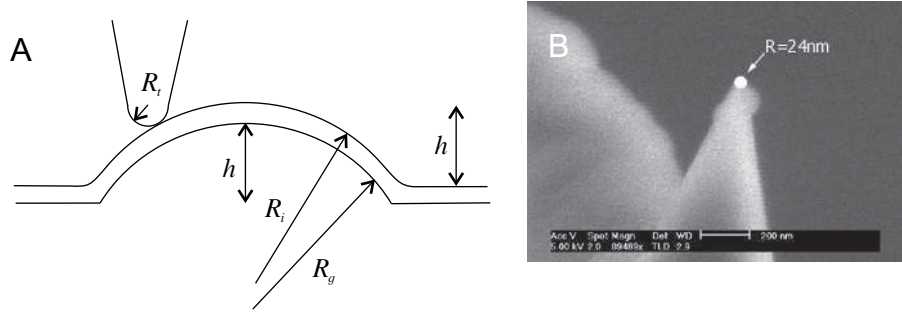 A
R_t
h
h
R_i
R_g
B
R=24nm
Acc V Spot Magn Det WD
5.00 kV 2.0 89489x TLD 2.9
200 nm